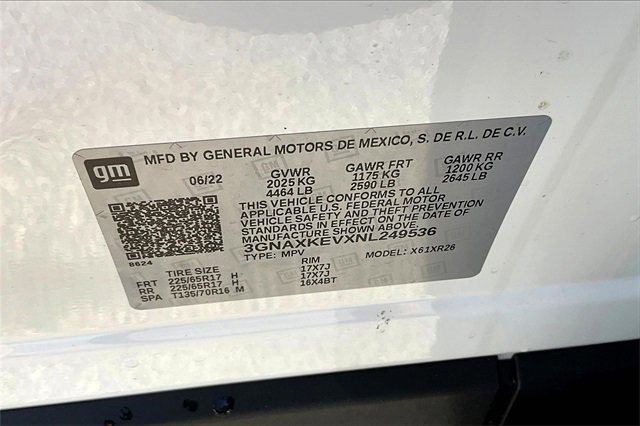 gm
MFD BY GENERAL MOTORS DE MEXICO, S. DE R.L. DE C.V.
06/22 GVWR GAWR FRT GAWR RR
2025 KG 1175 KG 1200 KG
4464 LB 2590 LB 2645 LB
THIS VEHICLE CONFORMS TO ALL
APPLICABLE U.S. FEDERAL MOTOR
VEHICLE SAFETY AND THEFT PREVENTION
STANDARDS IN EFFECT ON THE DATE OF
MANUFACTURE SHOWN ABOVE.
3GNAXKEVXNL249536
8624 TYPE: MPV MODEL: X61XR26
TIRE SIZE RIM
FRT 225/65R17 H 17X7J
RR 225/65R17 H 17X7J
SPA T135/70R16 M 16X4BT